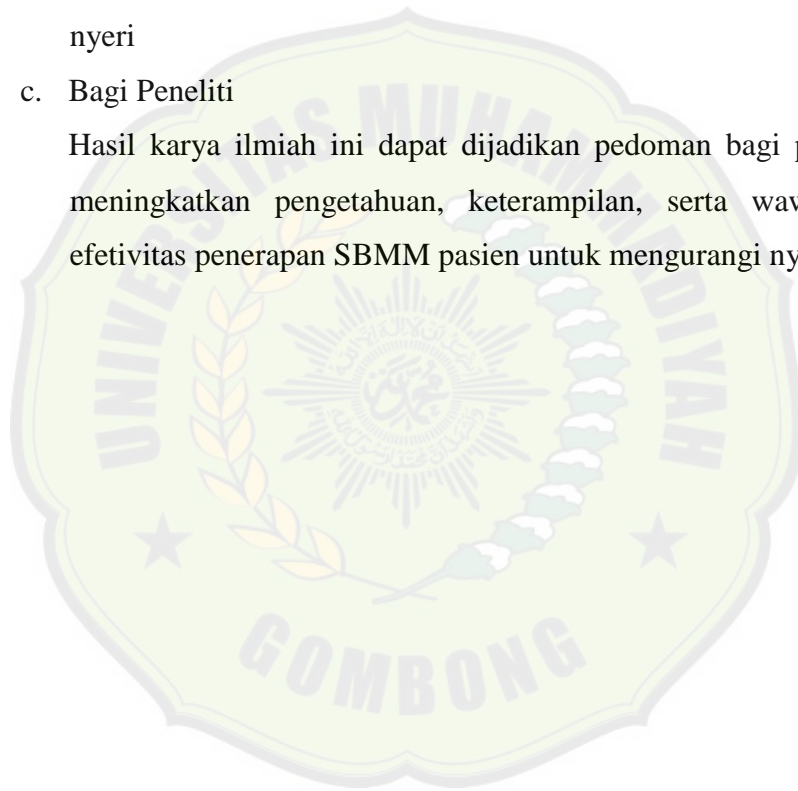 nyeri
c. Bagi Peneliti
Hasil karya ilmiah ini dapat dijadikan pedoman bagi
meningkatkan pengetahuan, keterampilan, serta
efetivitas penerapan SBMM pasien untuk mengurangi
UNIVERSITAS MUHAMMADIYAH
GOMBONG